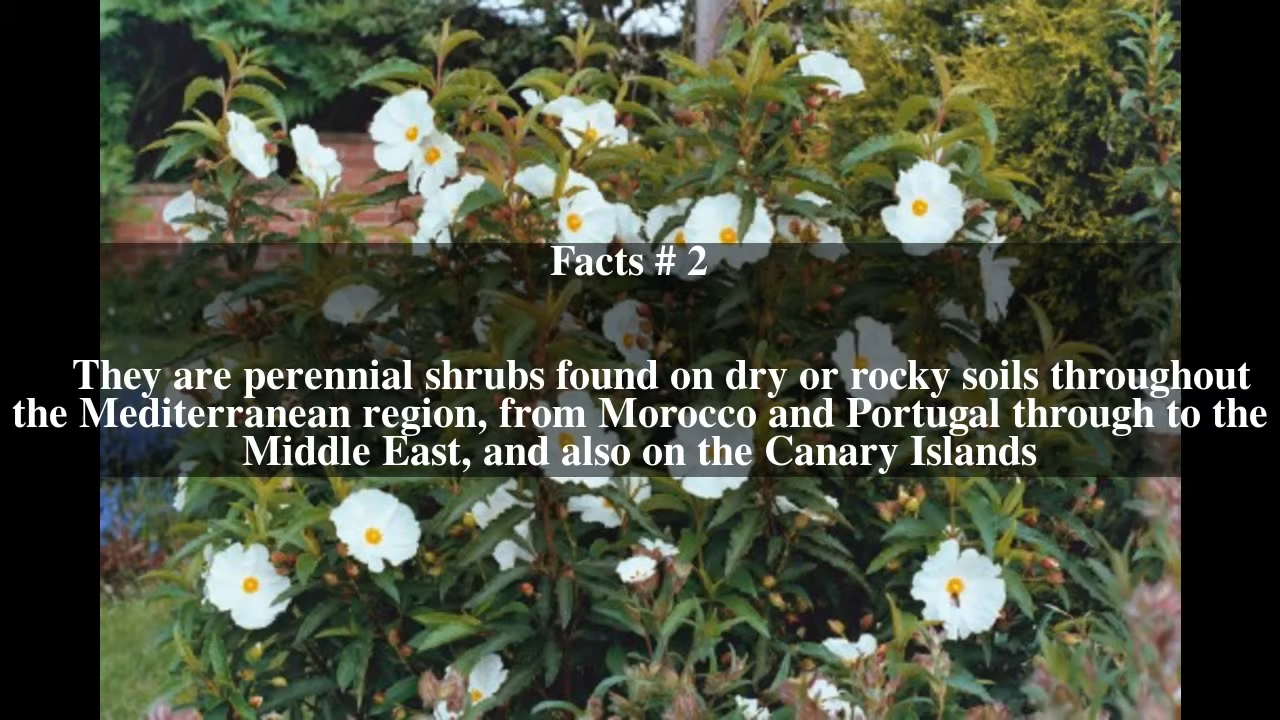 Facts # 2
They are perennial shrubs found on dry or rocky soils throughout
the Mediterranean region, from Morocco and Portugal through to the
Middle East, and also on the Canary Islands